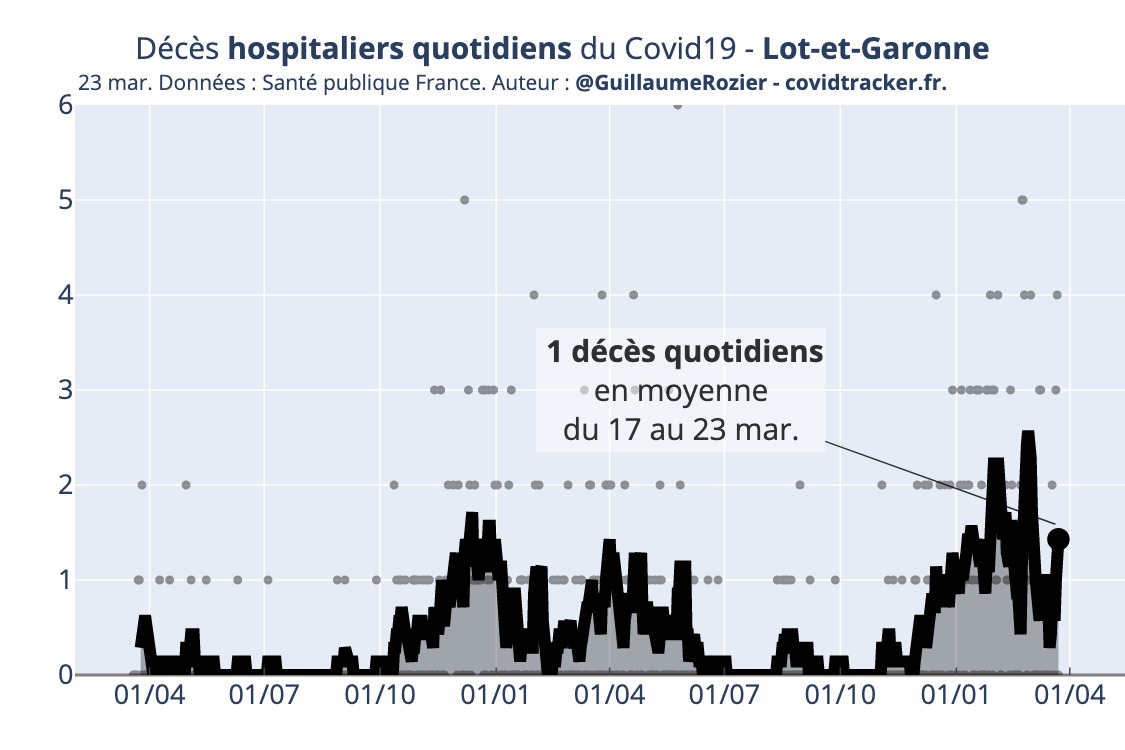 Décès hospitaliers quotidiens du Covid19 - Lot-et-Garonne
23 mar. Données : Santé publique France. Auteur : @GuillaumeRozier - covidtracker.fr.
6
5
4
3
2
1
0
1 décès quotidiens
en moyenne
du 17 au 23 mar.
01/04 01/07 01/10 01/01 01/04 01/07 01/10 01/01 01/04